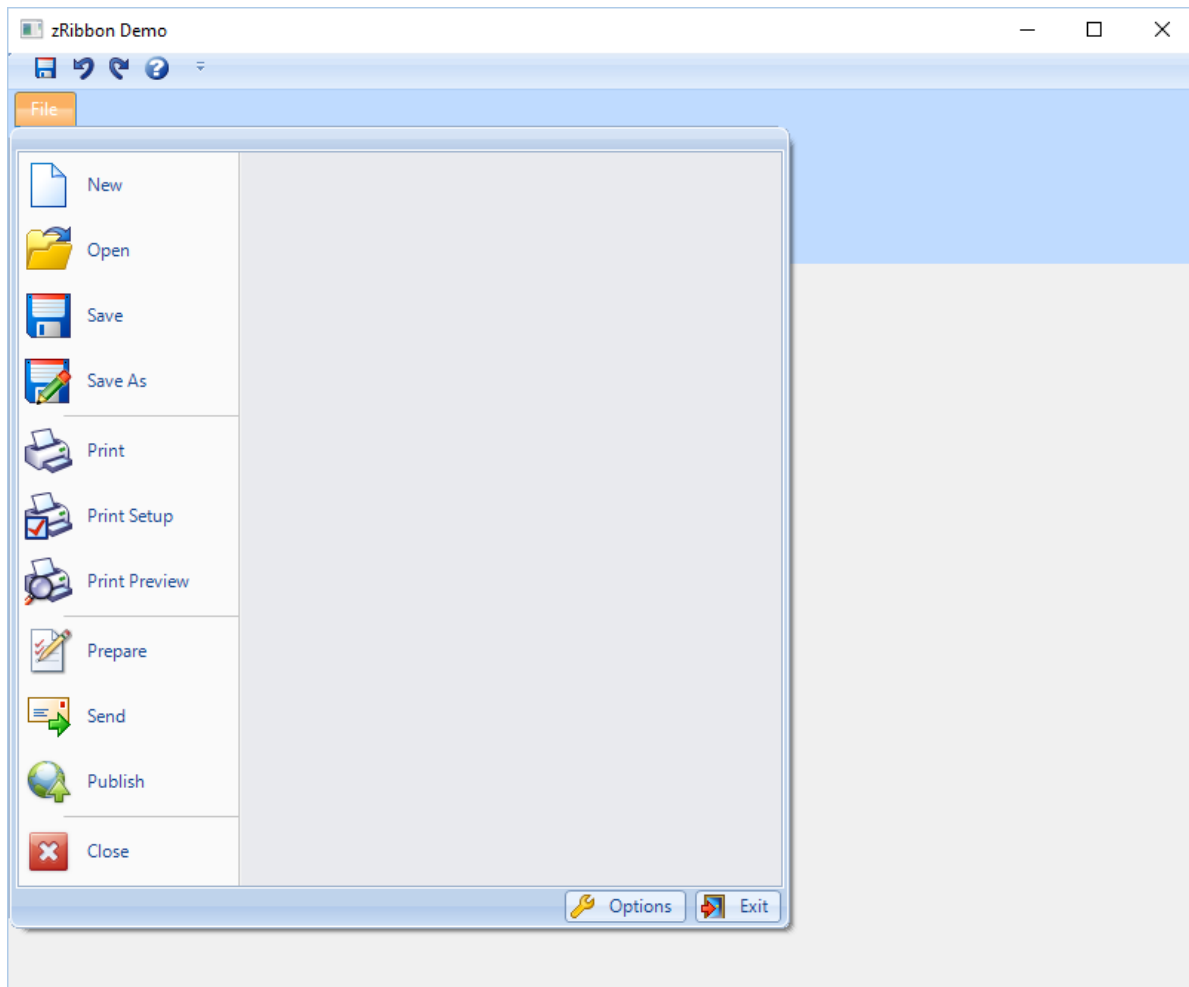 zRibbon Demo
File
New
Open
Save
Save As
Print
Print Setup
Print Preview
Prepare
Send
Publish
Close
Options
Exit